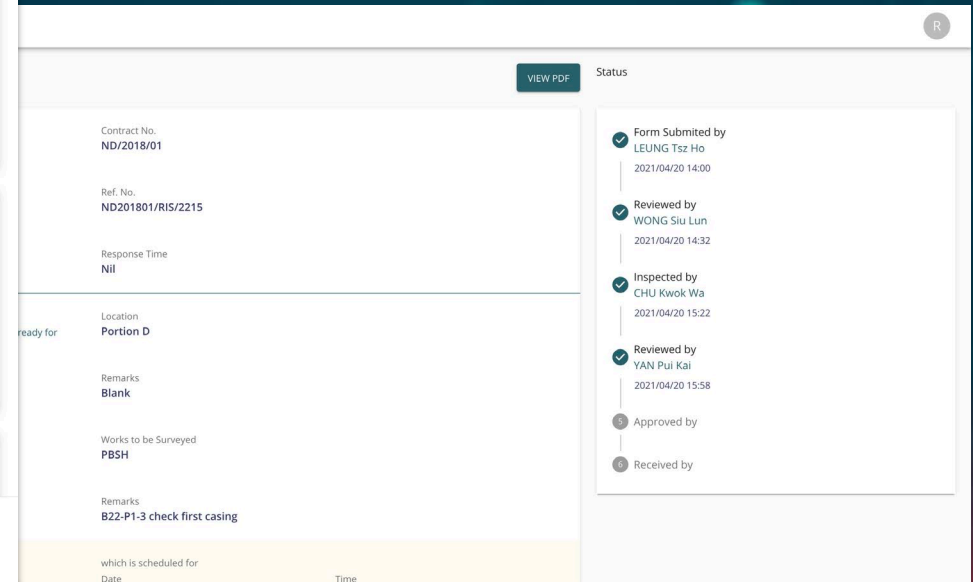 R
VIEW PDF
Status
Contract No.
ND/2018/01
Ref. No.
ND201801/RIS/2215
Response Time
Nil
ready for
Location
Portion D
Remarks
Blank
Works to be Surveyed
PBSH
Remarks
B22-P1-3 check first casing
which is scheduled for
Date
Time
Form Submited by
LEUNG Tsz Ho
2021/04/20 14:00
Reviewed by
WONG Siu Lun
2021/04/20 14:32
Inspected by
CHU Kwok Wa
2021/04/20 15:22
Reviewed by
YAN Pui Kai
2021/04/20 15:58
5 Approved by
6 Received by